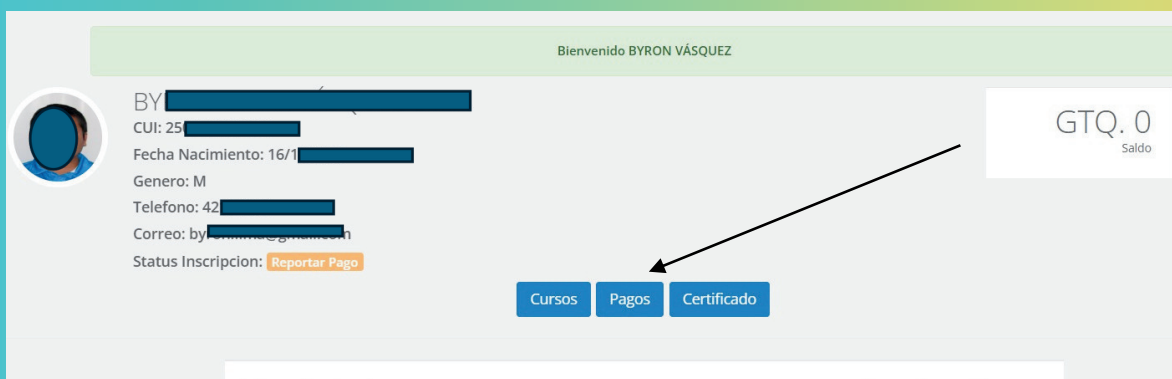 Bienvenido BYRON VÁSQUEZ
BY
CUI: 250
Fecha Nacimiento: 16/1
Genero: M
Telefono: 42
Correo: by
Status Inscripcion: Reportar Pago
GTQ. 0
Saldo
Cursos Pagos Certificado